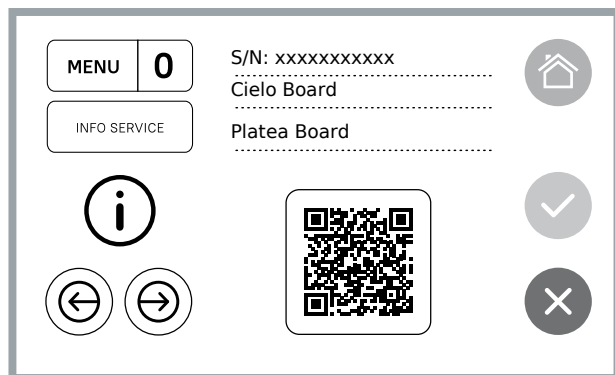 MENU 0
INFO SERVICE
S/N: xxxxxxxxxxx
Cielo Board
Platea Board